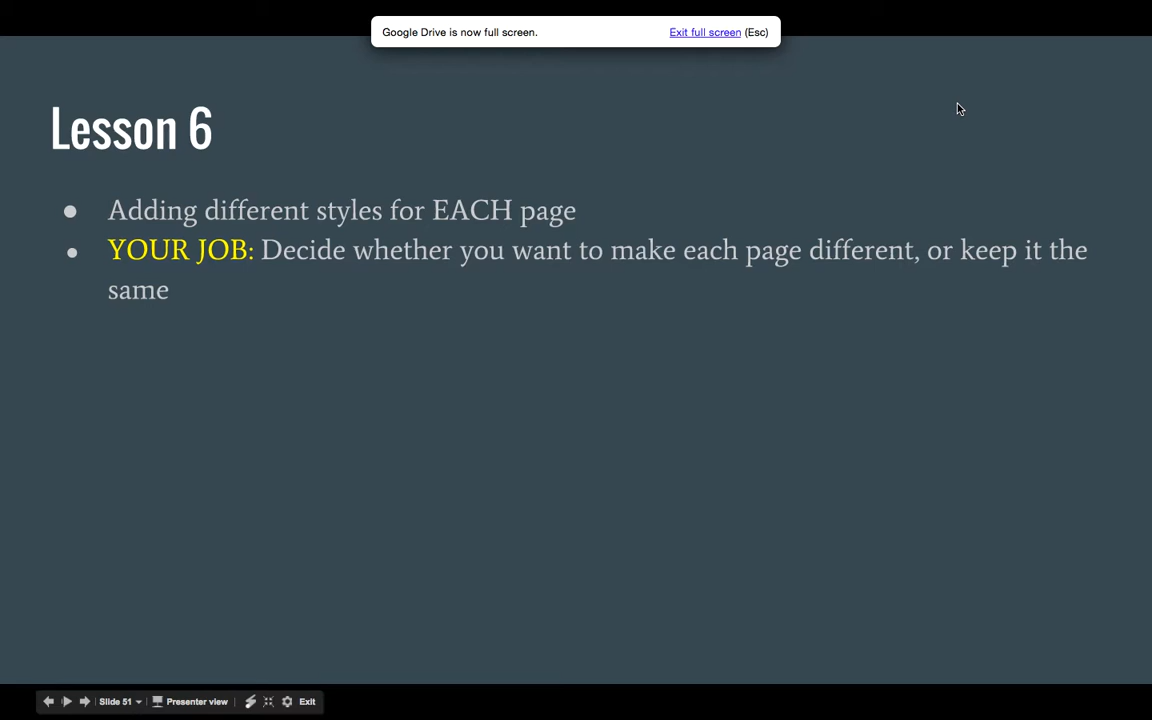 Google Drive is now full screen. Exit full screen (Esc)
Lesson 6
● Adding different styles for EACH page
● YOUR JOB: Decide whether you want to make each page different, or keep it the
same
Slide 51 Presenter view Exit